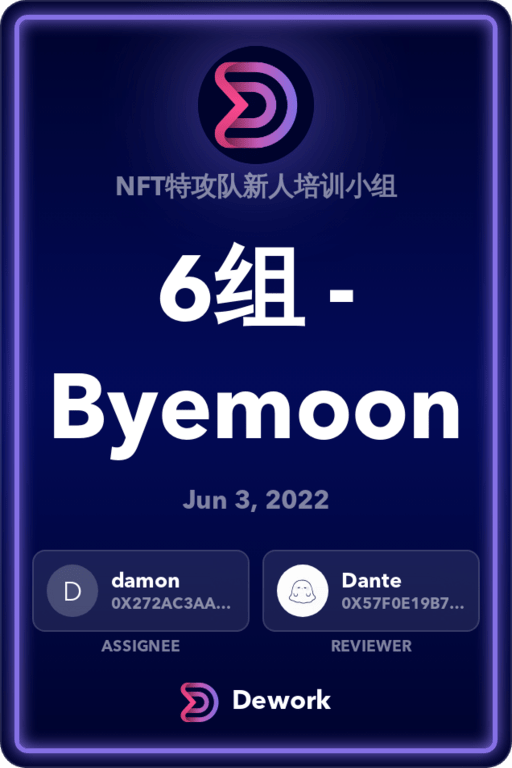 NFT特攻队新人培训小组
6组 -
Byemoon
Jun 3, 2022
D
damon
0X272AC3AA...
ASSIGNEE
Dante
0X57F0E19B7...
REVIEWER
Dework